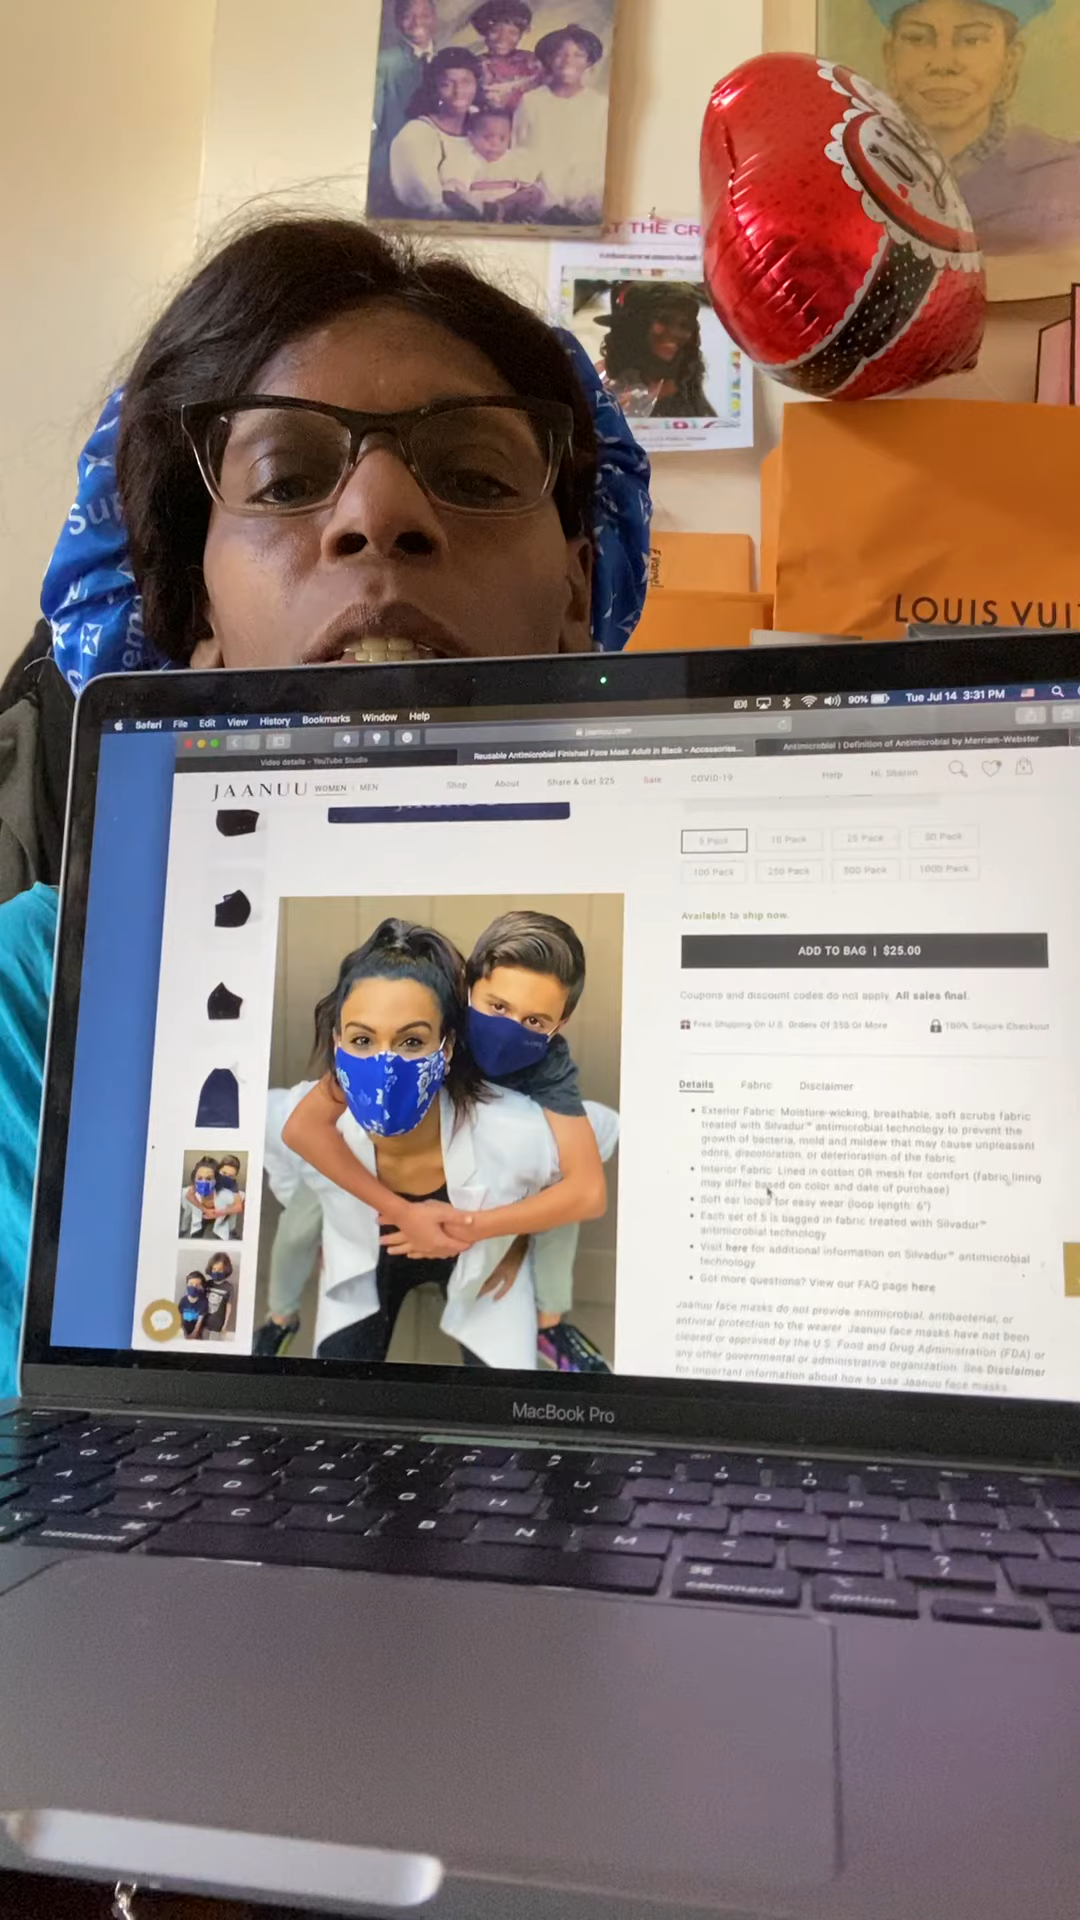 T THE CR
Sup
eme
LOUIS VUI
Safari File Edit View History Bookmarks Window Help
90% Tue Jul 14 3:31 PM
jaanuu.com
Video details - YouTube Studio
Reusable Antimicrobial Finished Face Mask Adult in Black - Accessories...
Antimicrobial | Definition of Antimicrobial by Merriam-Webster
JAANUU WOMEN | MEN
Shop About Share & Get $25 Sale COVID-19 Help Hi, Sharon
5 Pack 10 Pack 25 Pack 50 Pack
100 Pack 250 Pack 500 Pack 1000 Pack
Available to ship now.
ADD TO BAG | $25.00
Coupons and discount codes do not apply. All sales final.
Free Shipping On U.S. Orders Of $50 Or More 100% Secure Checkout
Details Fabric Disclaimer
• Exterior Fabric: Moisture-wicking, breathable, soft scrubs fabric
treated with Silvadur™ antimicrobial technology to prevent the
growth of bacteria, mold and mildew that may cause unpleasant
odors, discoloration, or deterioration of the fabric
• Interior Fabric: Lined in cotton OR mesh for comfort (fabric lining
may differ based on color and date of purchase)
• Soft ear loops for easy wear (loop length: 6")
• Each set of 5 is bagged in fabric treated with Silvadur™
antimicrobial technology
• Visit here for additional information on Silvadur™ antimicrobial
technology
• Got more questions? View our FAQ page here
Jaanuu face masks do not provide antimicrobial, antibacterial, or
antiviral protection to the wearer. Jaanuu face masks have not been
cleared or approved by the U.S. Food and Drug Administration (FDA) or
any other governmental or administrative organization. See Disclaimer
for important information about how to use Jaanuu face masks.
MacBook Pro
Q W E R T Y U I O P
A S D F G H J K L
Z X C V B N M
command
command option